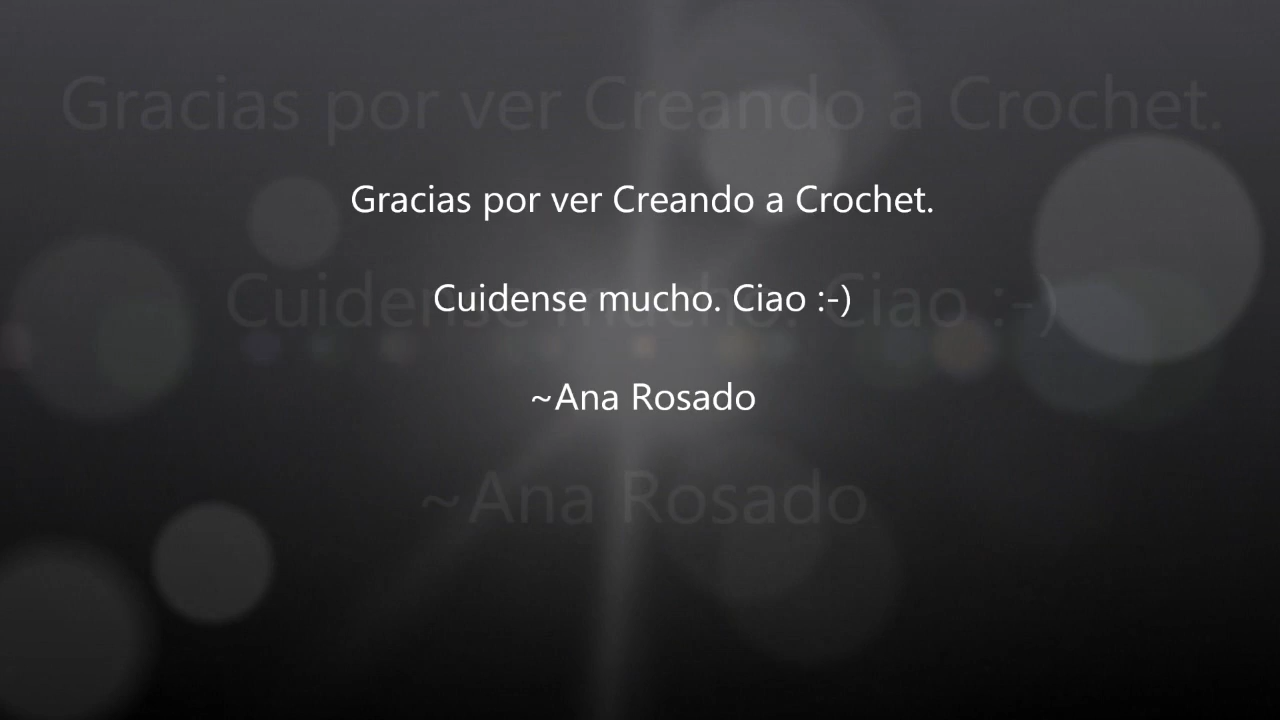 Gracias por ver Creando a Crochet.
Cuidense mucho. Ciao :-)
~Ana Rosado